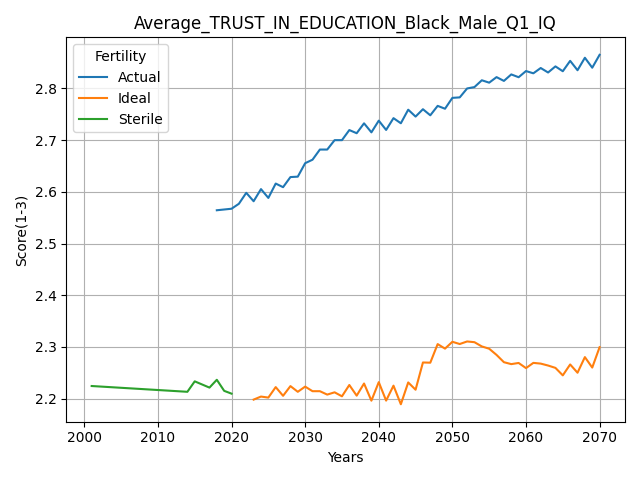 Average_TRUST_IN_EDUCATION_Black_Male_Q1_IQ
Fertility
Actual
Ideal
Sterile
Score(1-3)
2.8
2.7
2.6
2.5
2.4
2.3
2.2
2000 2010 2020 2030 2040 2050 2060 2070
Years